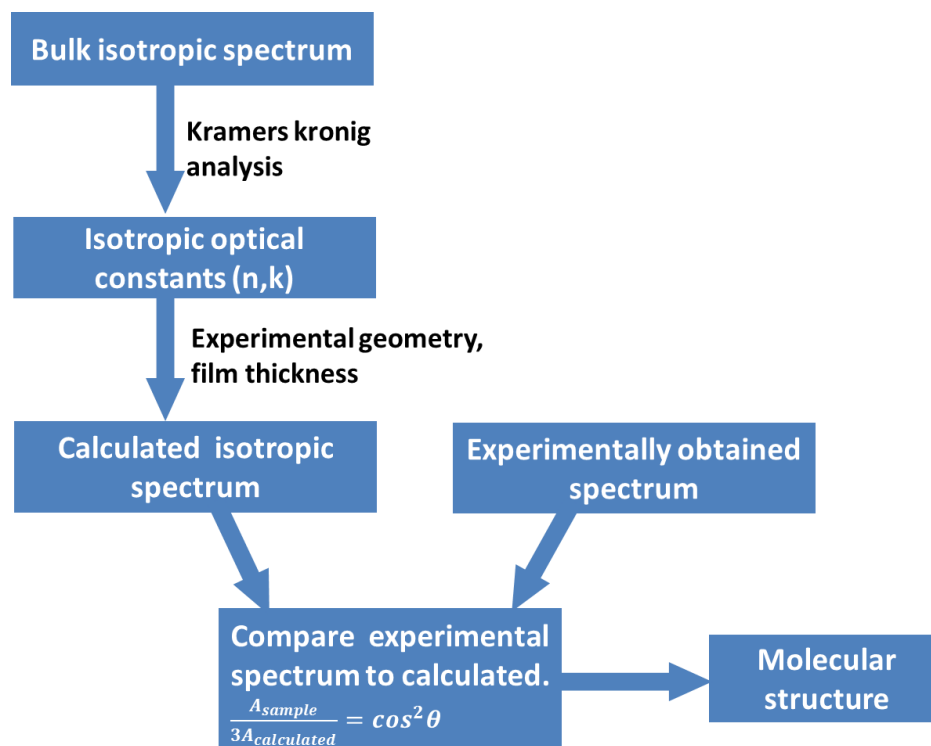 Bulk isotropic spectrum
Kramers kronig
analysis
Isotropic optical
constants (n,k)
Experimental geometry,
film thickness
Calculated isotropic
spectrum
Experimentally obtained
spectrum
Compare experimental
spectrum to calculated.
A_sample / 3A_calculated = cos²θ
Molecular
structure